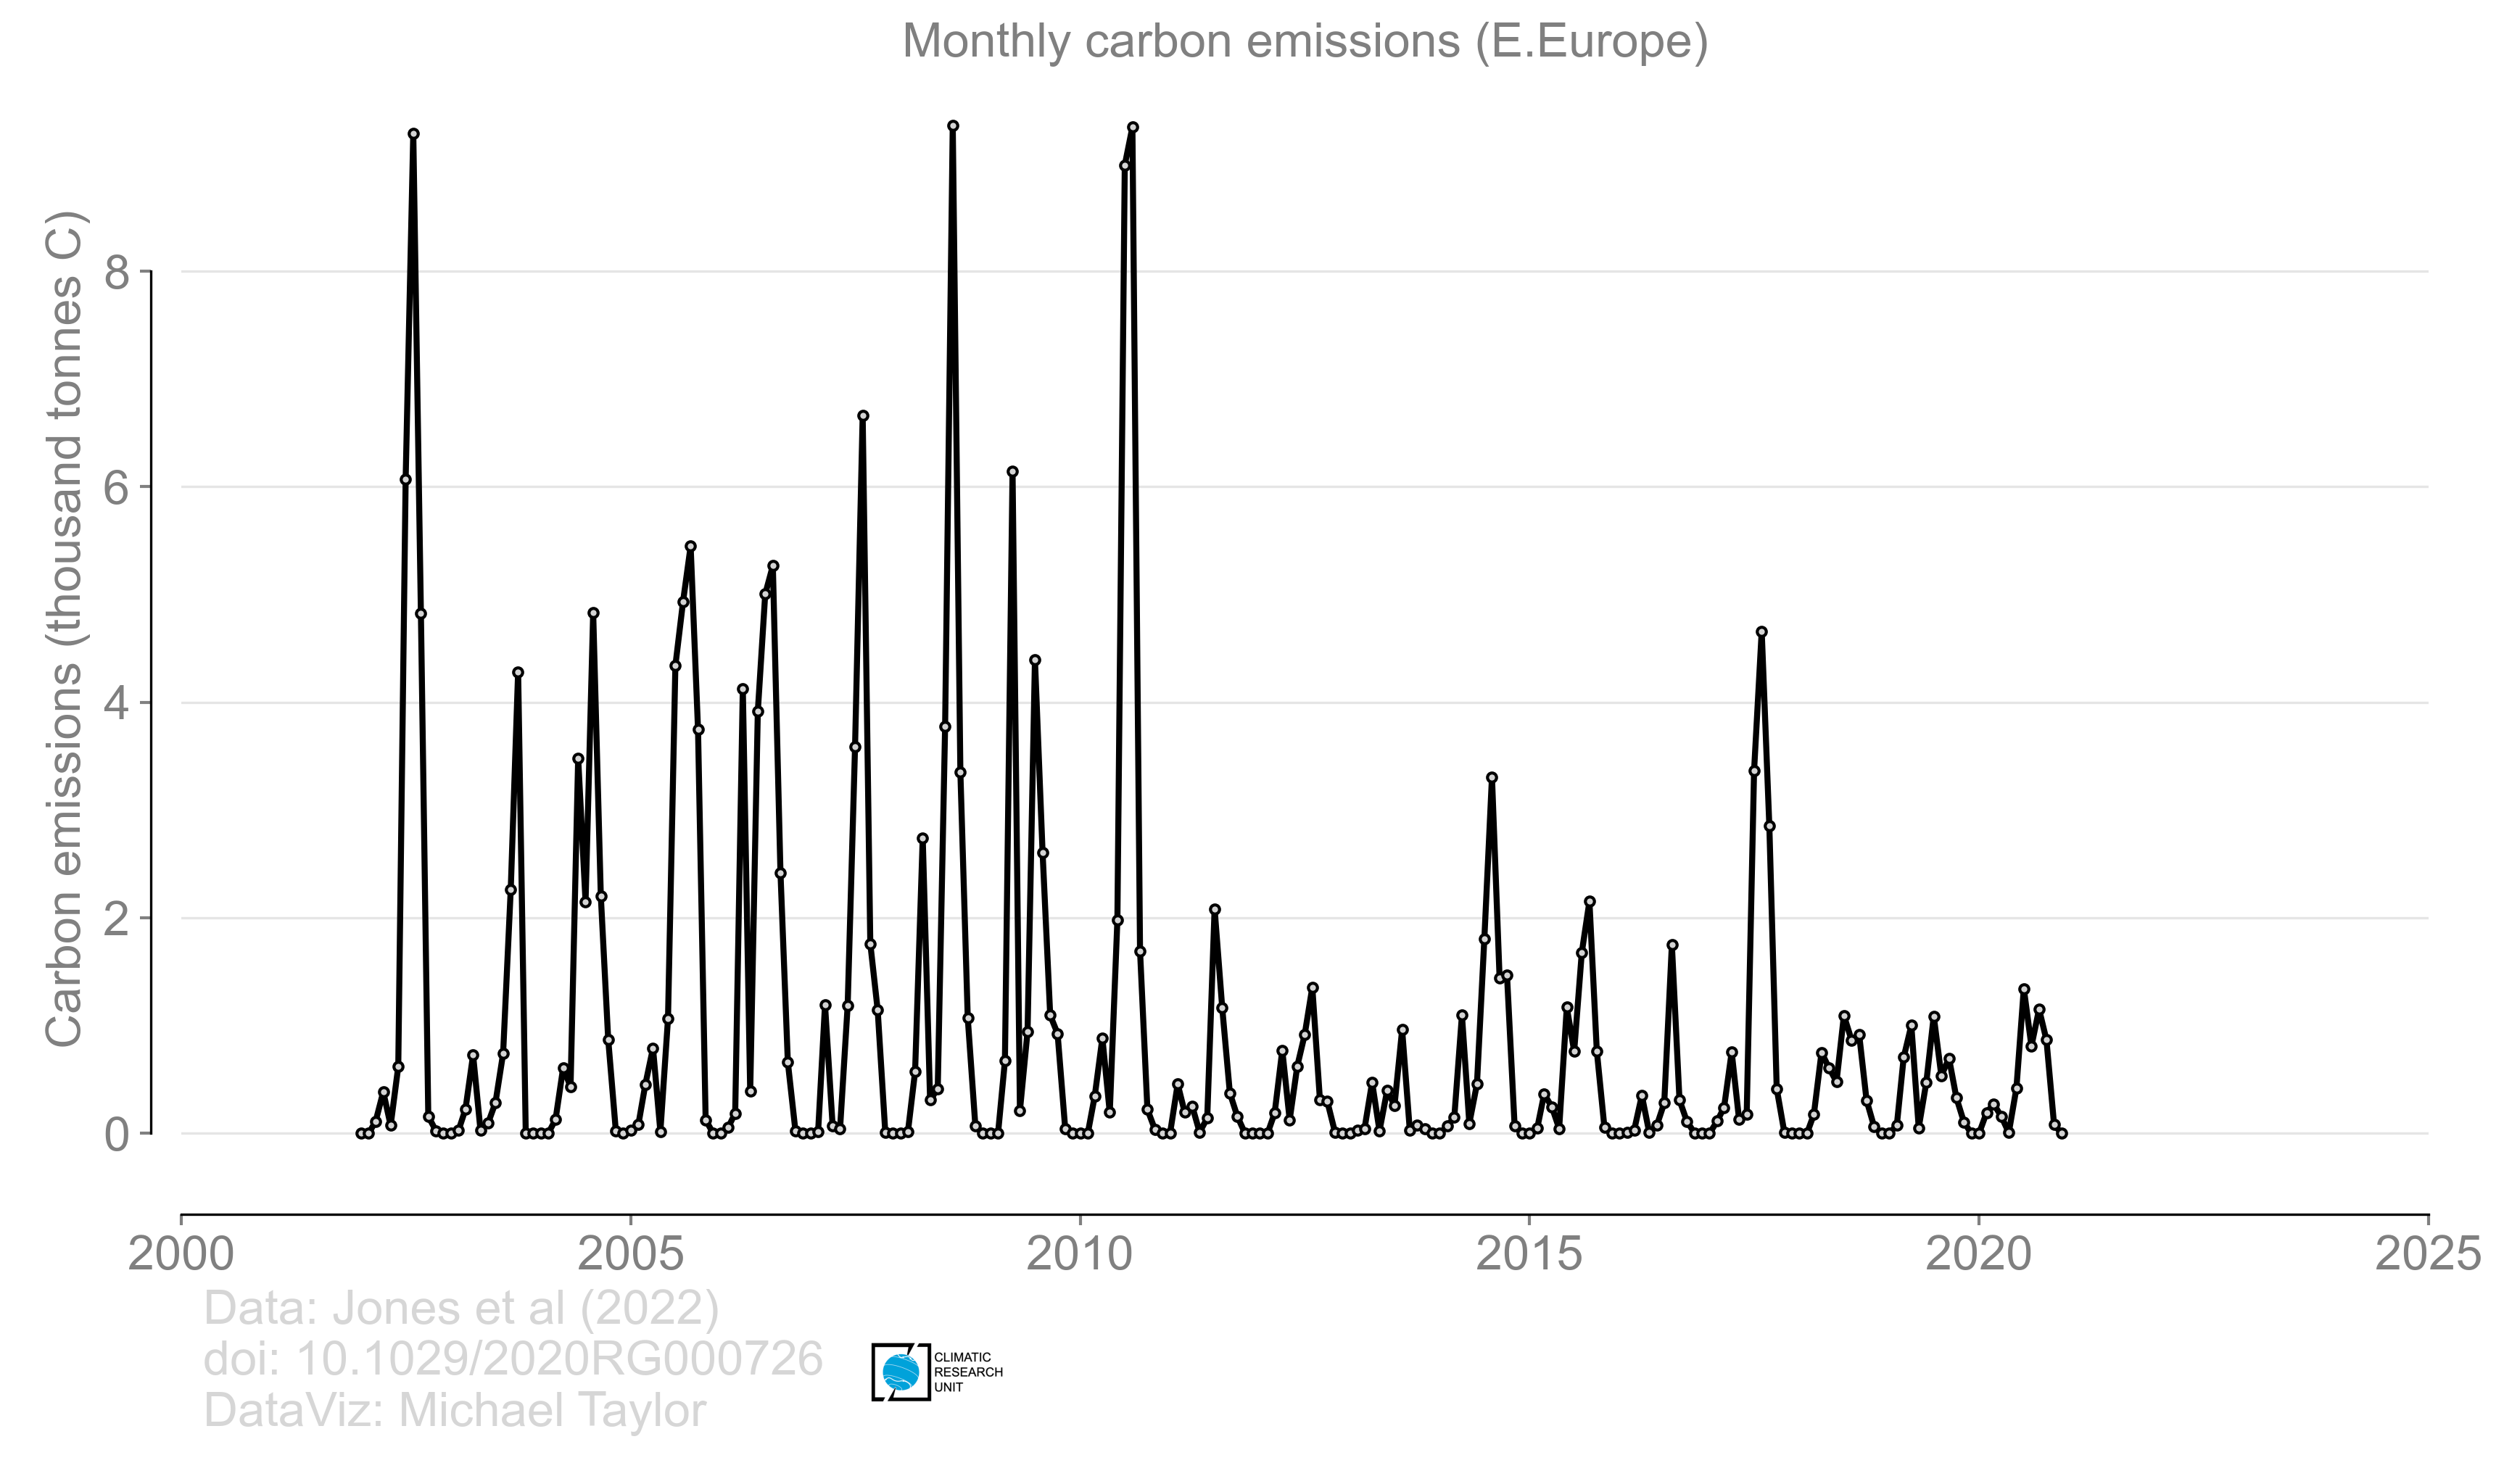 Monthly carbon emissions (E.Europe)
Carbon emissions (thousand tonnes C)
8
6
4
2
0
2000 2005 2010 2015 2020 2025
Data: Jones et al (2022)
doi: 10.1029/2020RG000726
DataViz: Michael Taylor
CLIMATIC
RESEARCH
UNIT